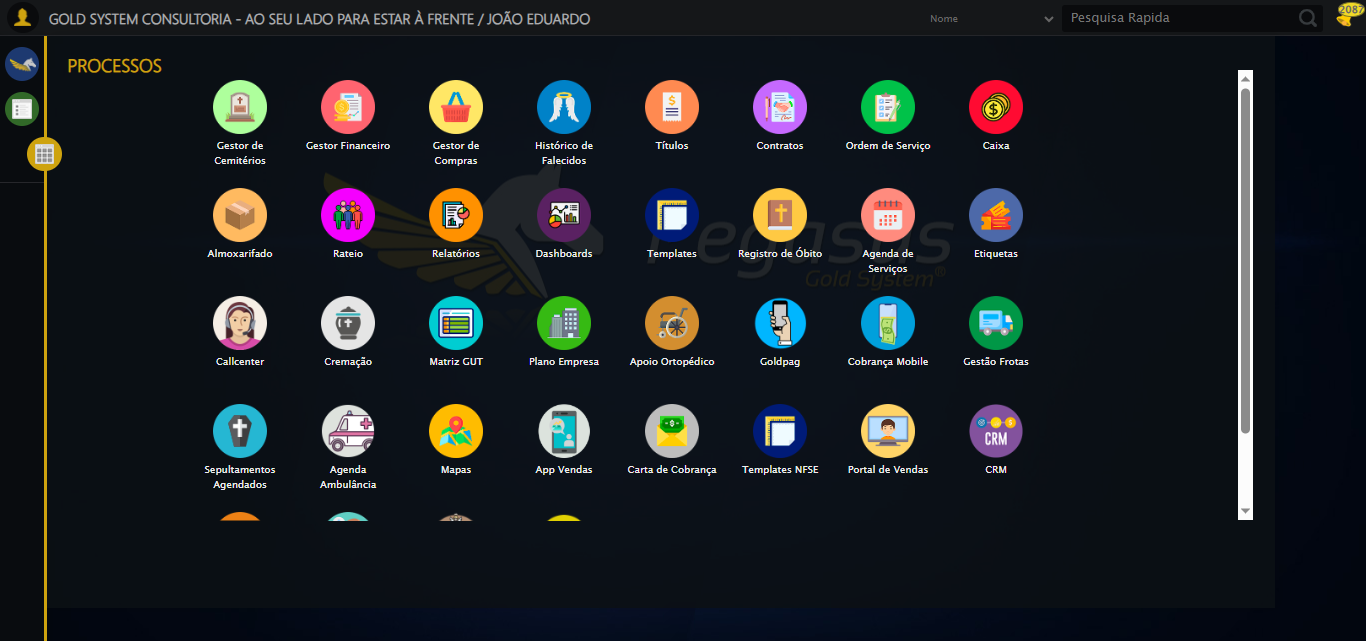 GOLD SYSTEM CONSULTORIA - AO SEU LADO PARA ESTAR À FRENTE / JOÃO EDUARDO
Nome
Pesquisa Rapida
2087
PROCESSOS
Gestor de
Cemitérios
Gestor Financeiro
Gestor de
Compras
Histórico de
Falecidos
Títulos
Contratos
Ordem de Serviço
Caixa
Almoxarifado
Rateio
Relatórios
Dashboards
Templates
Registro de Óbito
Agenda de
Serviços
Etiquetas
Pegasus
Gold System®
Callcenter
Cremação
Matriz GUT
Plano Empresa
Apoio Ortopédico
Goldpag
Cobrança Mobile
Gestão Frotas
Sepultamentos
Agendados
Agenda
Ambulância
Mapas
App Vendas
Carta de Cobrança
Templates NFSE
Portal de Vendas
CRM
CRM